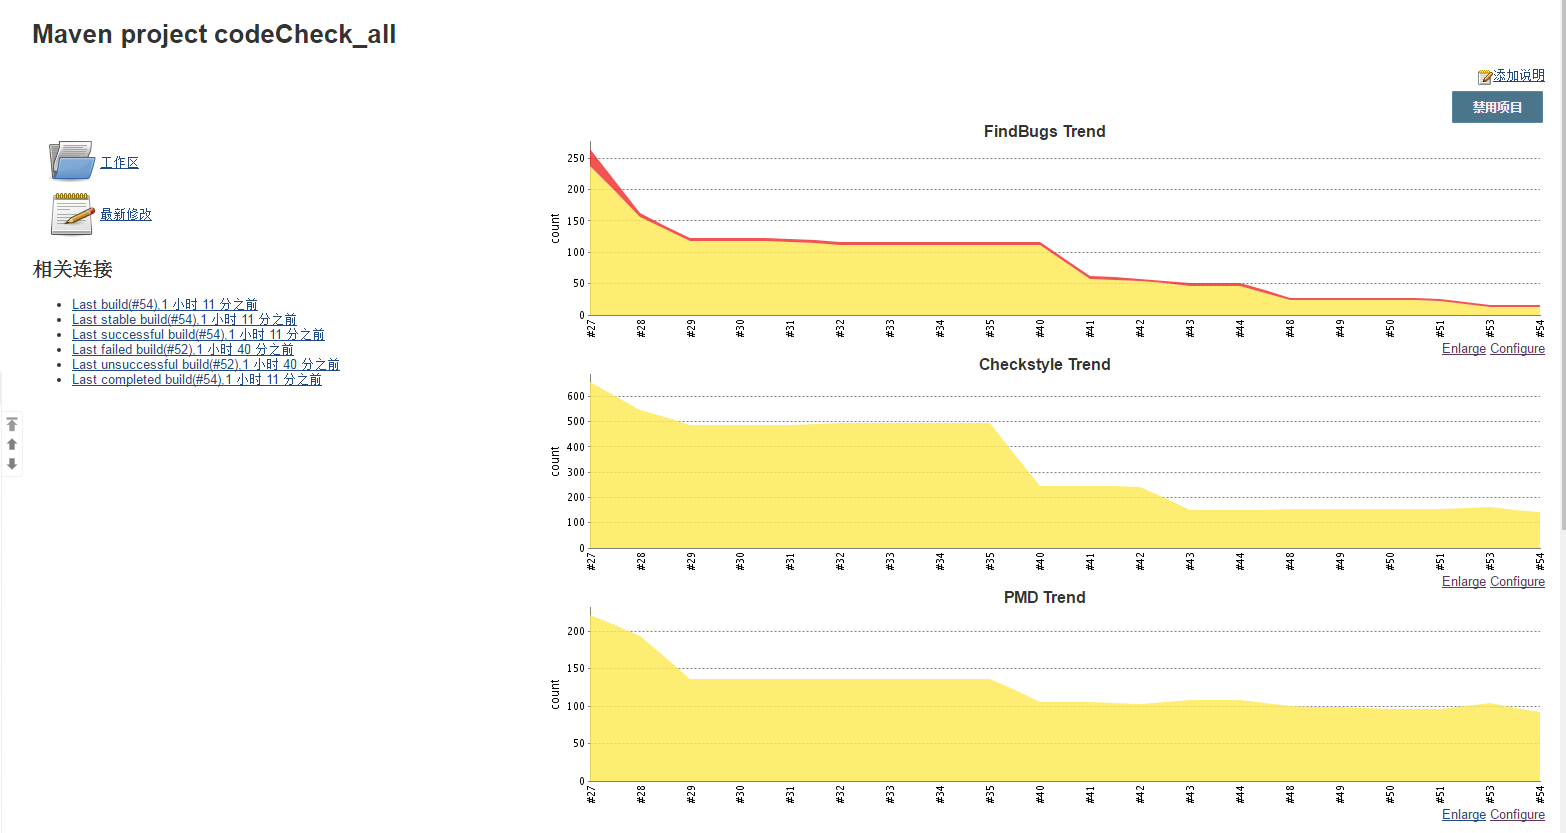 Maven project codeCheck_all
添加说明
禁用项目
工作区
最新修改
相关连接
Last build(#54),1 小时 11 分之前
Last stable build(#54),1 小时 11 分之前
Last successful build(#54),1 小时 11 分之前
Last failed build(#52),1 小时 40 分之前
Last unsuccessful build(#52),1 小时 40 分之前
Last completed build(#54),1 小时 11 分之前
FindBugs Trend
count
250
200
150
100
50
0
#27 #28 #29 #30 #31 #32 #33 #34 #35 #40 #41 #42 #43 #44 #48 #49 #50 #51 #53 #54
Enlarge Configure
Checkstyle Trend
count
600
500
400
300
200
100
0
#27 #28 #29 #30 #31 #32 #33 #34 #35 #40 #41 #42 #43 #44 #48 #49 #50 #51 #53 #54
Enlarge Configure
PMD Trend
count
200
150
100
50
0
#27 #28 #29 #30 #31 #32 #33 #34 #35 #40 #41 #42 #43 #44 #48 #49 #50 #51 #53 #54
Enlarge Configure